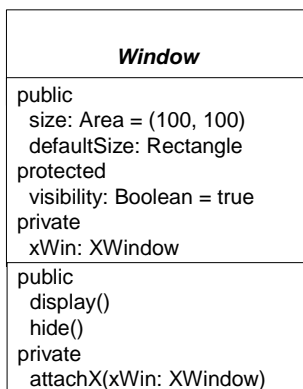 Window
public
size: Area = (100, 100)
defaultSize: Rectangle
protected
visibility: Boolean = true
private
xWin: XWindow
public
display()
hide()
private
attachX(xWin: XWindow)